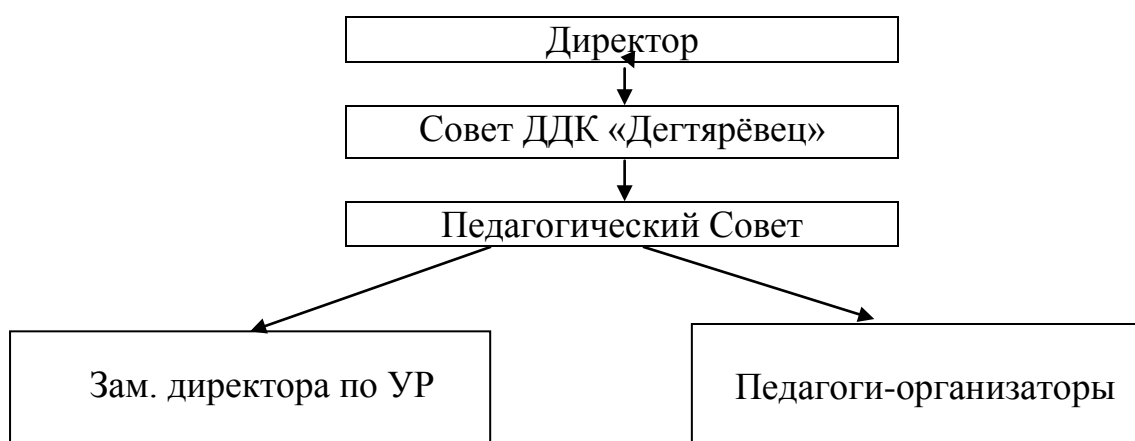 Директор
Совет ДДК «Дегтярёвец»
Педагогический Совет
Зам. директора по УР
Педагоги-организаторы